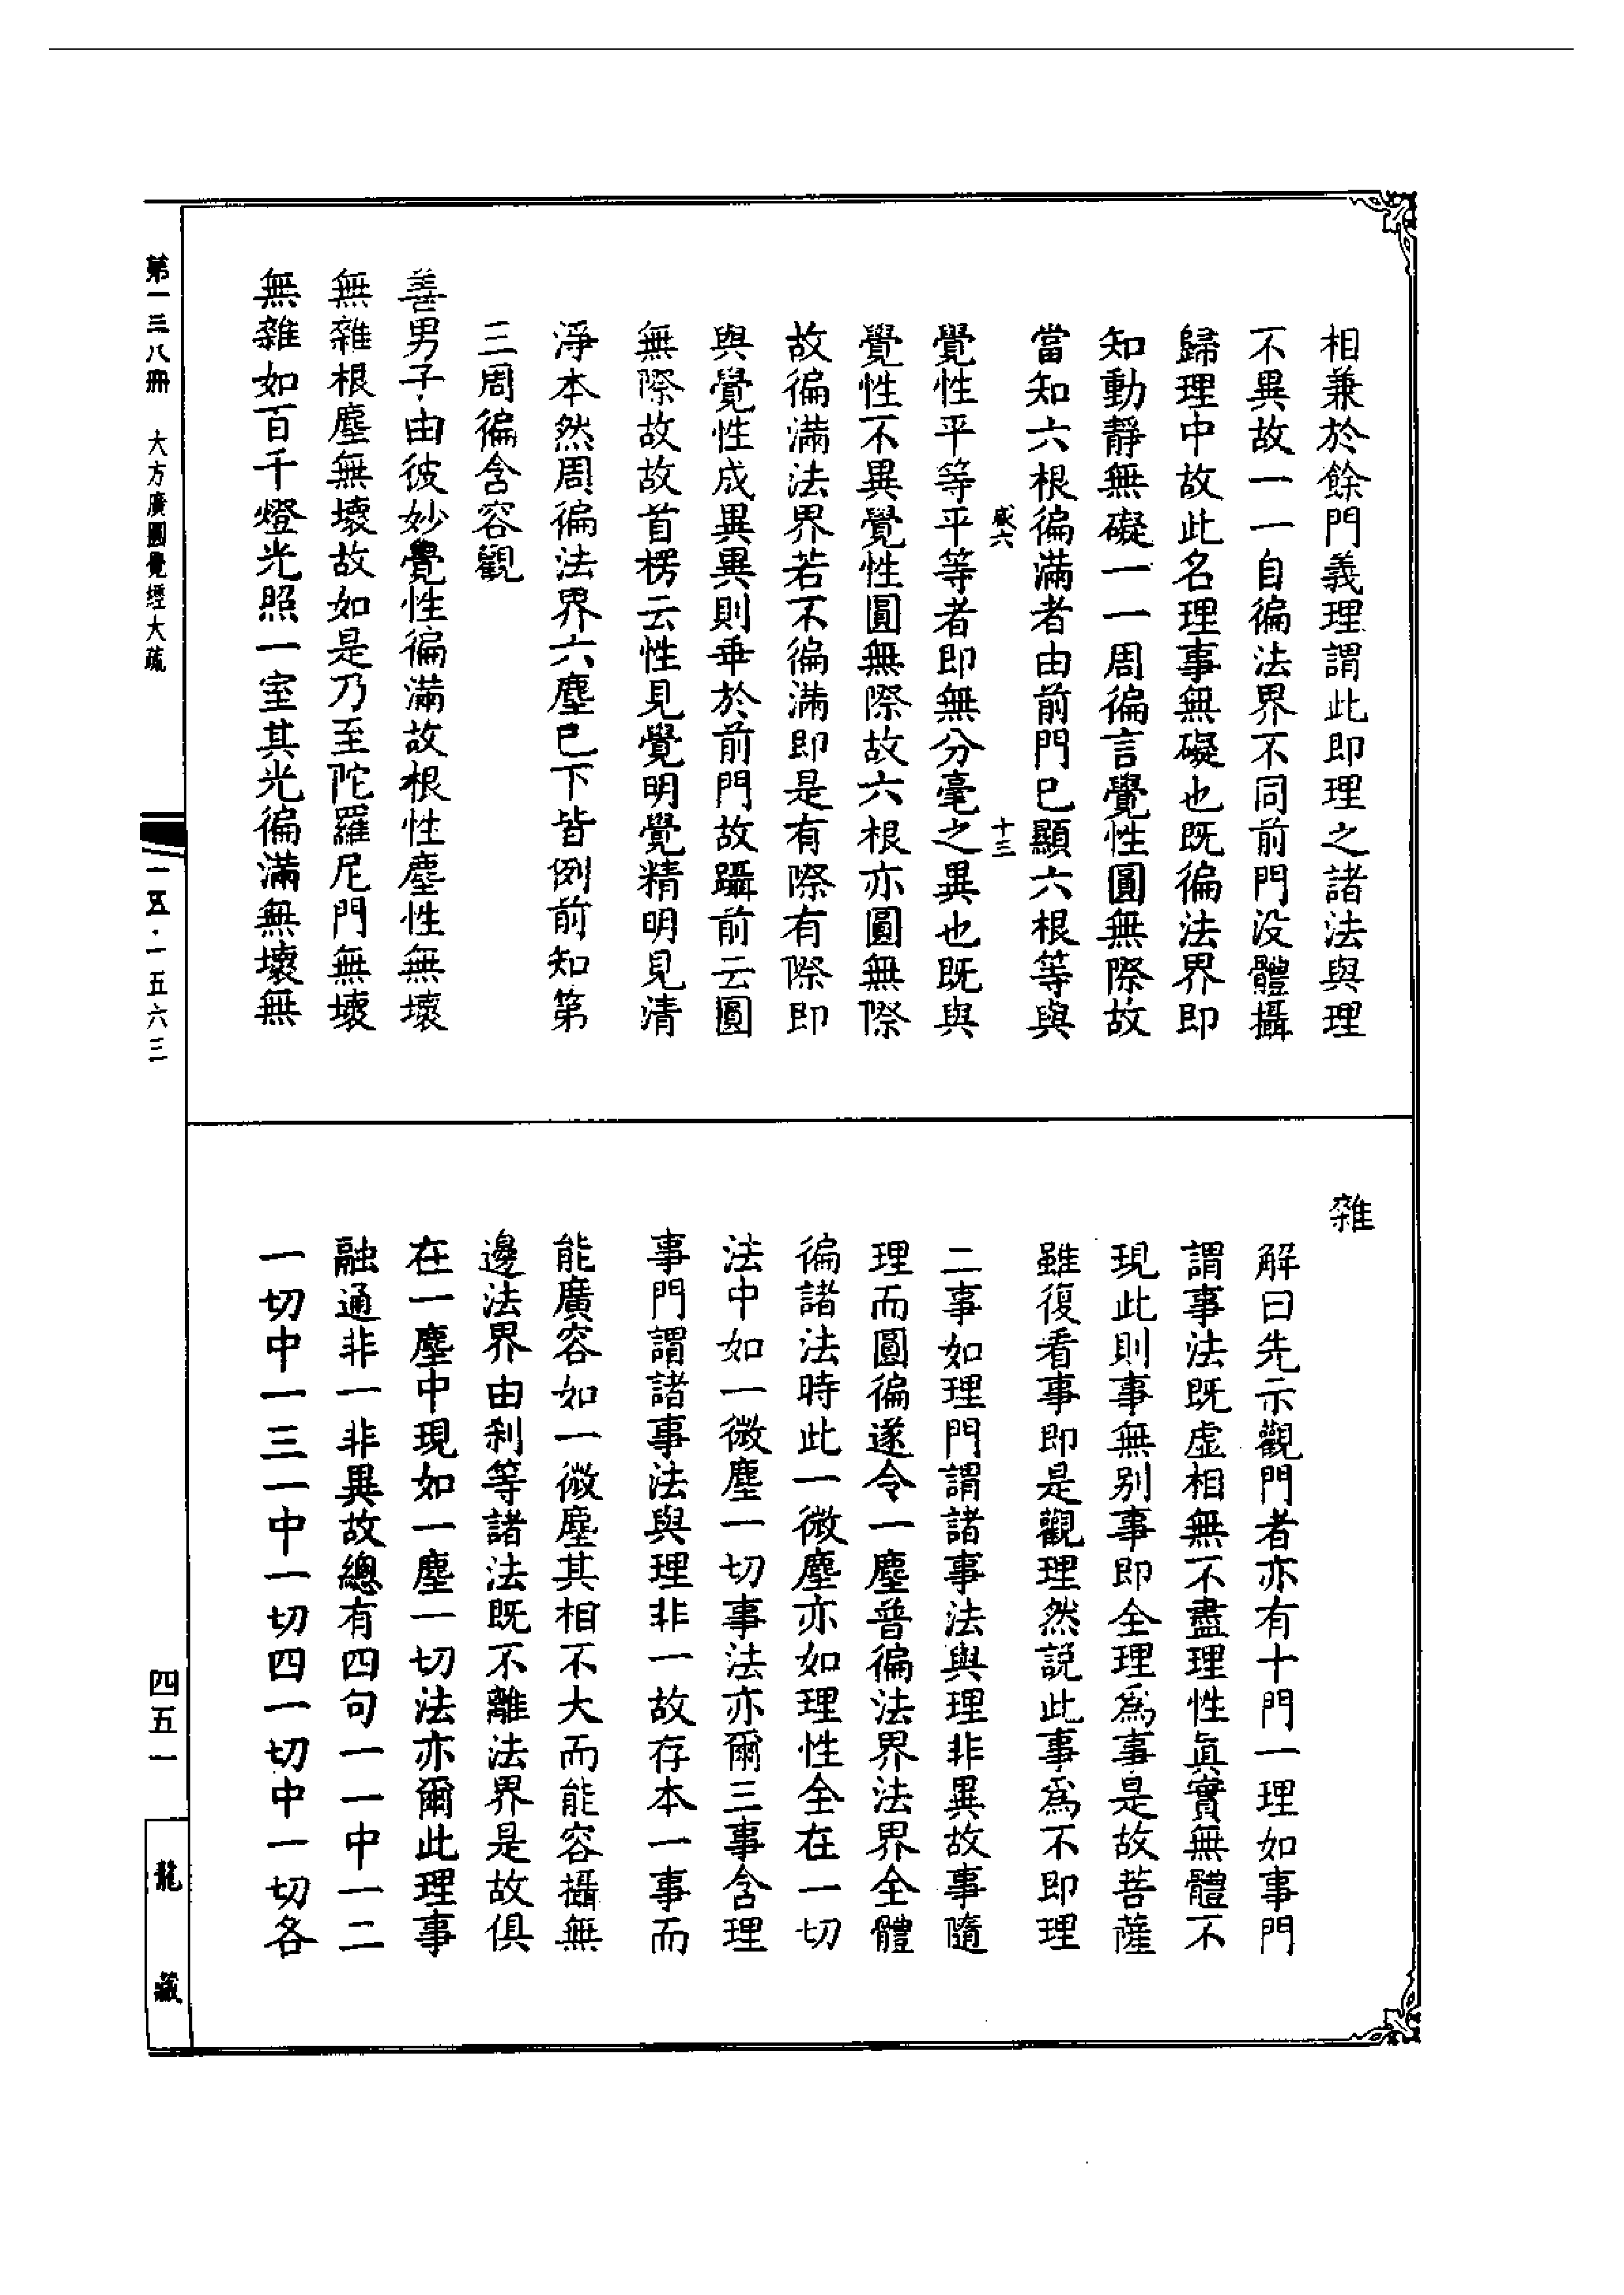 相兼於餘門義理謂此即理之諸法與理
不異故一一自徧法界不同前門没體攝
歸理中故此名理事無礙也既徧法界即
知動靜無礙一一周徧言覺性圓無際故
當知六根徧滿者由前門已顯六根等與
感六　十三
覺性平等平等者即無分毫之異也既與
覺性不異覺性圓無際故六根亦圓無際
故徧滿法界若不徧滿即是有際有際即
與覺性成異異則乖於前門故躡前云圓
無際故故首楞云性見覺明覺精明見清
淨本然周徧法界六塵已下皆例前知第
三周徧含容觀
善男子由彼妙覺性徧滿故根性塵性無壞
無雜根塵無壞故如是乃至陀羅尼門無壞
無雜如百千燈光照一室其光徧滿無壞無
雜
解曰先示觀門者亦有十門一理如事門
謂事法既虛相無不盡理性眞實無體不
現此則事無別事即全理爲事是故菩薩
雖復看事即是觀理然說此事爲不即理
二事如理門謂諸事法與理非異故事隨
理而圓徧遂令一塵普徧法界法界全體
徧諸法時此一微塵亦如理性全在一切
法中如一微塵一切事法亦爾三事含理
事門謂諸事法與理非一故存本一事而
能廣容如一微塵其相不大而能容攝無
邊法界由刹等諸法既不離法界是故俱
在一塵中現如一塵一切法亦爾此理事
融通非一非異故總有四句一一中一二
一切中一三一中一切四一切中一切各
第一三八冊　大方廣圓覺經大疏
一五·一五六三
四五一
龍藏